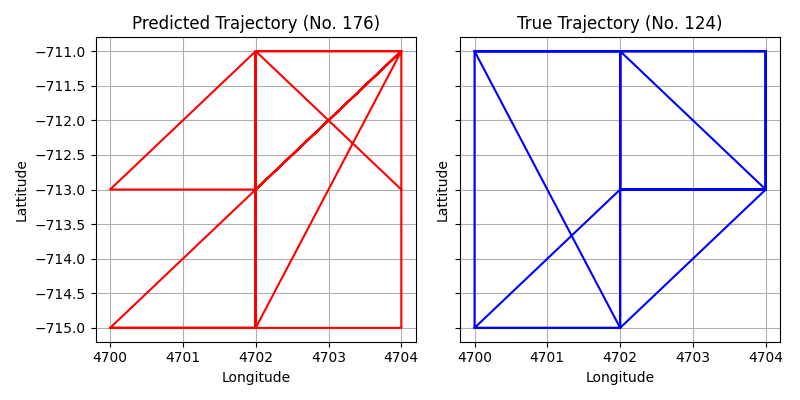 Predicted Trajectory (No. 176)
True Trajectory (No. 124)
−711.0
−711.5
−712.0
−712.5
−713.0
−713.5
−714.0
−714.5
−715.0
Lattitude
Lattitude
4700 4701 4702 4703 4704
4700 4701 4702 4703 4704
Longitude
Longitude